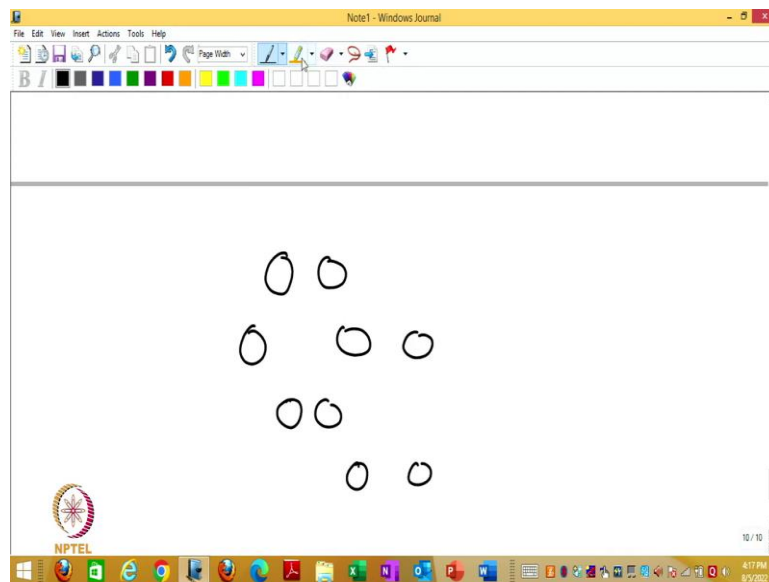 Note1 - Windows Journal
File Edit View Insert Actions Tools Help
Page Width
B I
NPTEL
10 / 10
4:17 PM